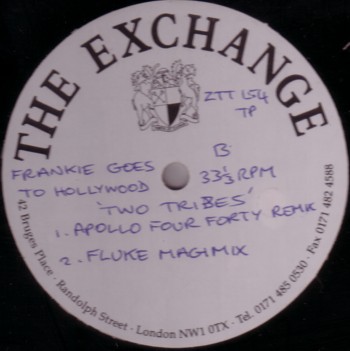 THE EXCHANGE
ZTT 154
TP
FRANKIE GOES
TO HOLLYWOOD
B
33⅓ RPM
'TWO TRIBES'
1. APOLLO FOUR FORTY REMIX
2. FLUKE MAGIMIX
42 Bruges Place · Randolph Street · London NW1 0TX · Tel. 0171 485 0530 · Fax 0171 482 4588